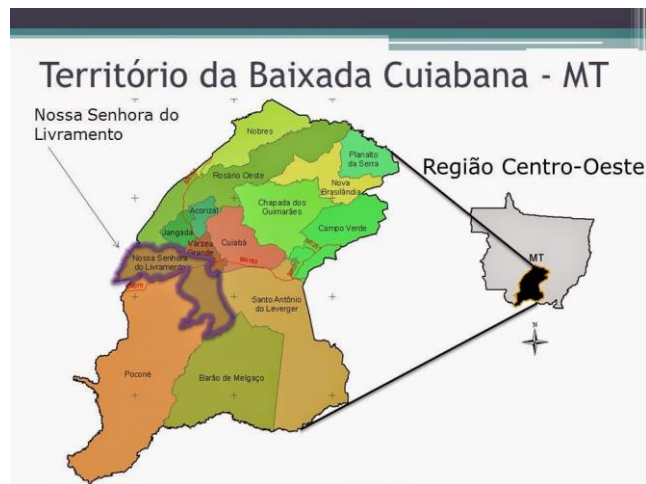 Território da Baixada Cuiabana - MT
Nossa Senhora do
Livramento
Região Centro-Oeste
Nobres
Planalto
da Serra
Rosário Oeste
Nova
Brasilândia
Acorizal
Chapada dos
Guimarães
Jangada
Campo Verde
Várzea
Grande
Cuiabá
Nossa Senhora
do Livramento
Santo Antônio
do Leverger
Poconé
Barão de Melgaço
MT
N